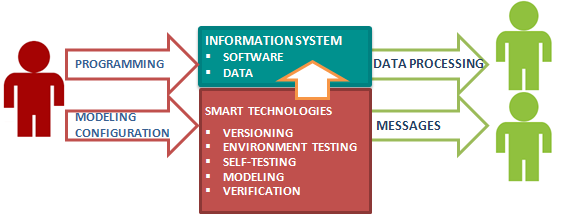 PROGRAMMING
MODELING
CONFIGURATION
INFORMATION SYSTEM
▪ SOFTWARE
▪ DATA
SMART TECHNOLOGIES
▪ VERSIONING
▪ ENVIRONMENT TESTING
▪ SELF-TESTING
▪ MODELING
▪ VERIFICATION
DATA PROCESSING
MESSAGES